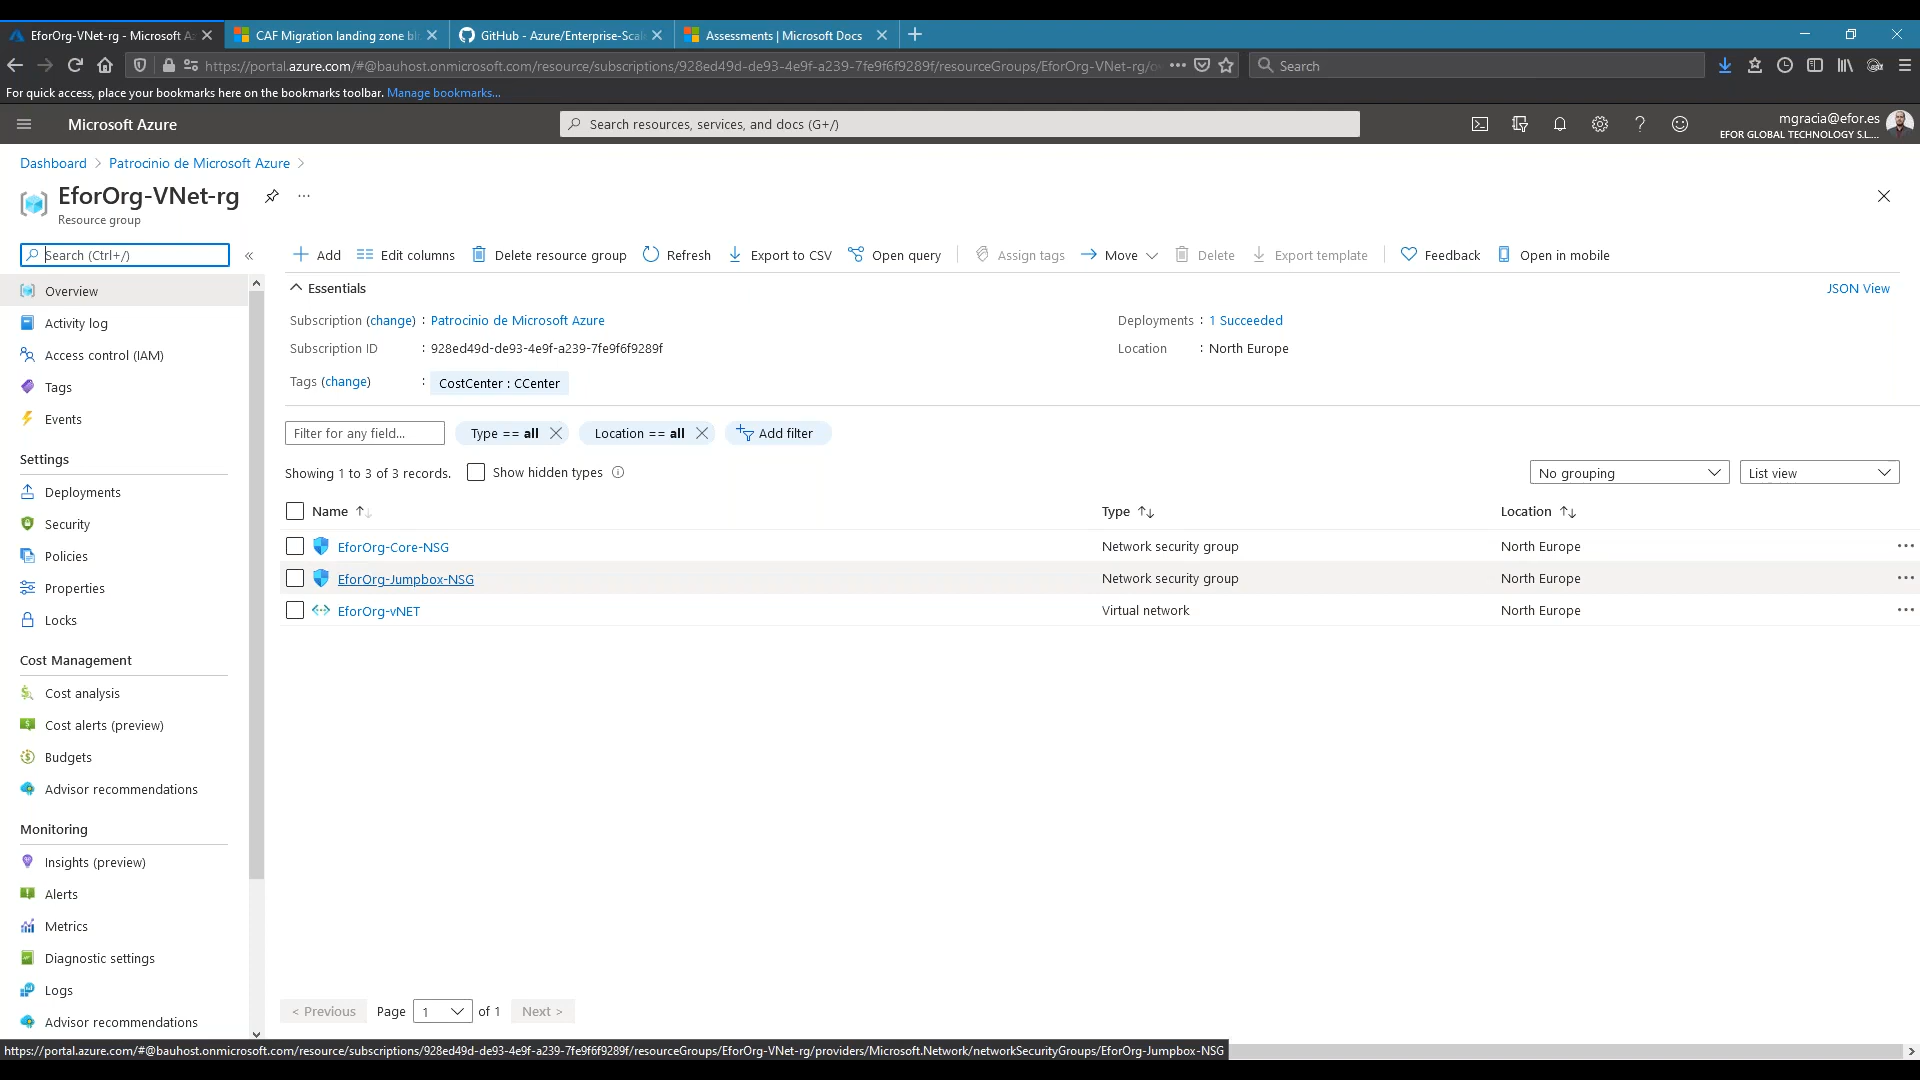 EforOrg-VNet-rg - Microsoft Az
CAF Migration landing zone bl
GitHub - Azure/Enterprise-Scal
Assessments | Microsoft Docs
https://portal.azure.com/#@bauhost.onmicrosoft.com/resource/subscriptions/928ed49d-de93-4e9f-a239-7fe9f6f9289f/resourceGroups/EforOrg-VNet-rg/ov
Search
For quick access, place your bookmarks here on the bookmarks toolbar. Manage bookmarks...
Microsoft Azure
Search resources, services, and docs (G+/)
mgracia@efor.es
EFOR GLOBAL TECHNOLOGY S.L....
Dashboard > Patrocinio de Microsoft Azure >
EforOrg-VNet-rg
Resource group
Search (Ctrl+/)
«
Add
Edit columns
Delete resource group
Refresh
Export to CSV
Open query
Assign tags
Move
Delete
Export template
Feedback
Open in mobile
Overview
Activity log
Access control (IAM)
Tags
Events
Settings
Deployments
Security
Policies
Properties
Locks
Cost Management
Cost analysis
Cost alerts (preview)
Budgets
Advisor recommendations
Monitoring
Insights (preview)
Alerts
Metrics
Diagnostic settings
Logs
Advisor recommendations
Essentials
JSON View
Subscription (change) : Patrocinio de Microsoft Azure
Deployments : 1 Succeeded
Subscription ID : 928ed49d-de93-4e9f-a239-7fe9f6f9289f
Location : North Europe
Tags (change) : CostCenter : CCenter
Filter for any field...
Type == all
Location == all
Add filter
Showing 1 to 3 of 3 records.
Show hidden types
No grouping
List view
Name Type Location
EforOrg-Core-NSG Network security group North Europe
EforOrg-Jumpbox-NSG Network security group North Europe
EforOrg-vNET Virtual network North Europe
< Previous Page 1 of 1 Next >
https://portal.azure.com/#@bauhost.onmicrosoft.com/resource/subscriptions/928ed49d-de93-4e9f-a239-7fe9f6f9289f/resourceGroups/EforOrg-VNet-rg/providers/Microsoft.Network/networkSecurityGroups/EforOrg-Jumpbox-NSG